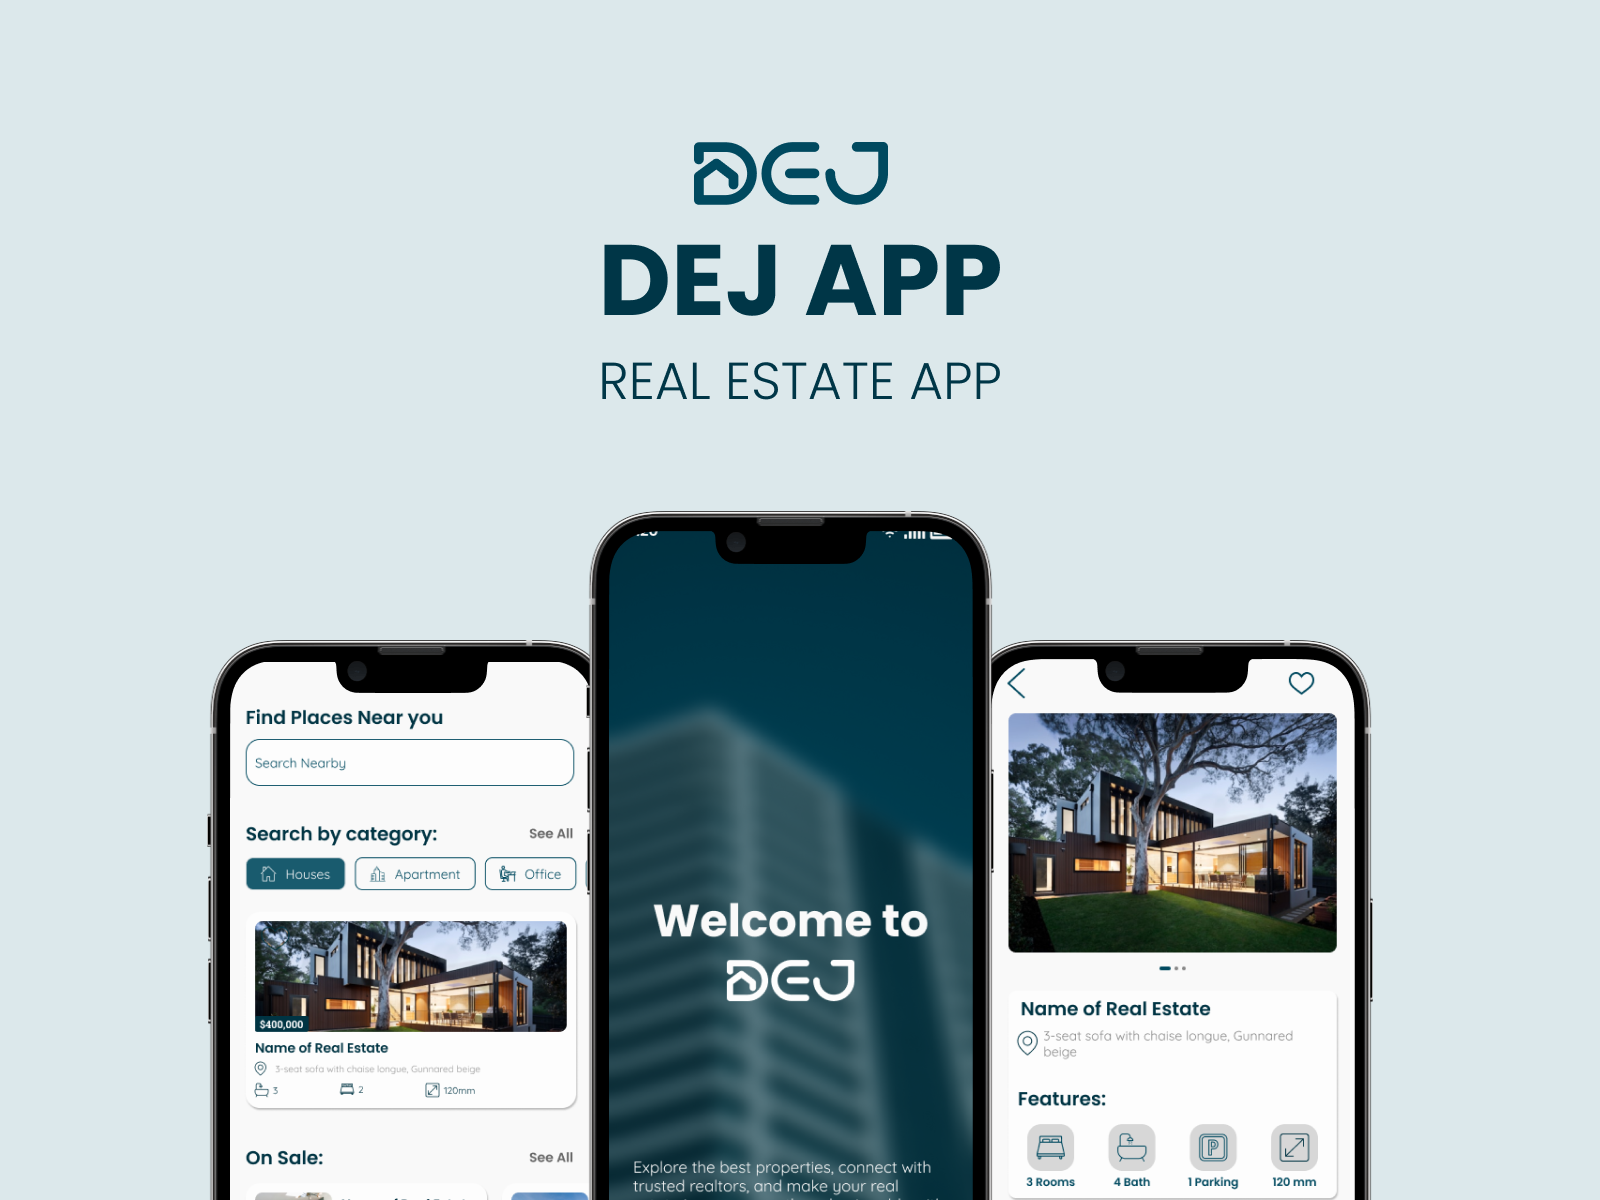 DEJ
DEJ APP
REAL ESTATE APP
Find Places Near you
Search Nearby
Search by category:
See All
Houses
Apartment
Office
$400,000
Name of Real Estate
3-seat sofa with chaise longue, Gunnared beige
3
2
120mm
On Sale:
See All
Welcome to
DEJ
Explore the best properties, connect with
trusted realtors, and make your real
Name of Real Estate
3-seat sofa with chaise longue, Gunnared
beige
Features:
P
3 Rooms
4 Bath
1 Parking
120 mm